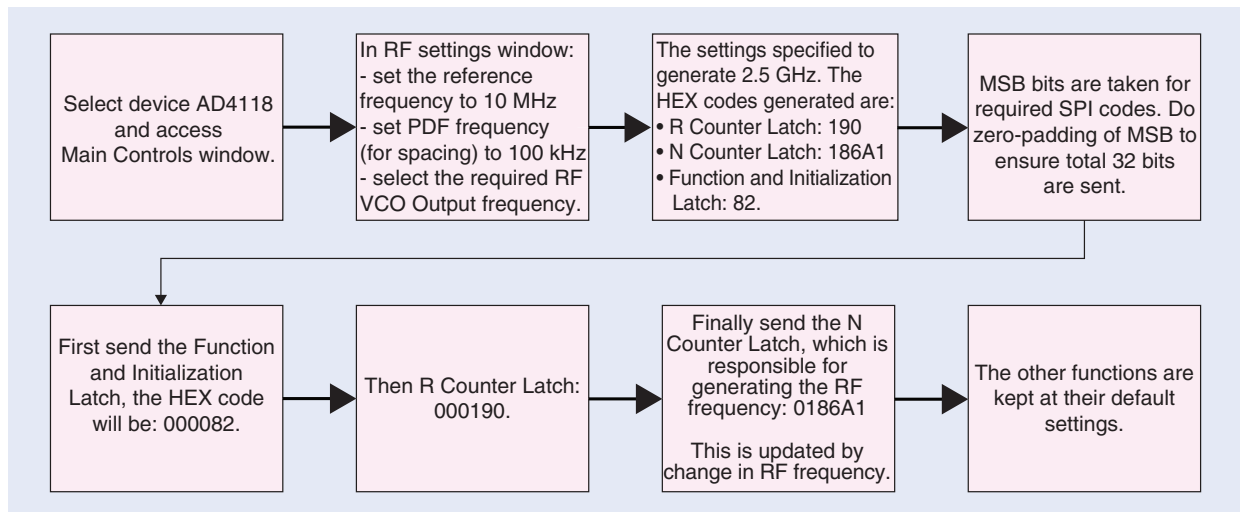 Select device AD4118
and access
Main Controls window.
In RF settings window:
- set the reference
frequency to 10 MHz
- set PDF frequency
(for spacing) to 100 kHz
- select the required RF
VCO Output frequency.
The settings specified to
generate 2.5 GHz. The
HEX codes generated are:
• R Counter Latch: 190
• N Counter Latch: 186A1
• Function and Initialization
Latch: 82.
MSB bits are taken for
required SPI codes. Do
zero-padding of MSB to
ensure total 32 bits
are sent.
First send the Function
and Initialization
Latch, the HEX code
will be: 000082.
Then R Counter Latch:
000190.
Finally send the N
Counter Latch, which is
responsible for
generating the RF
frequency: 0186A1
This is updated by
change in RF frequency.
The other functions are
kept at their default
settings.